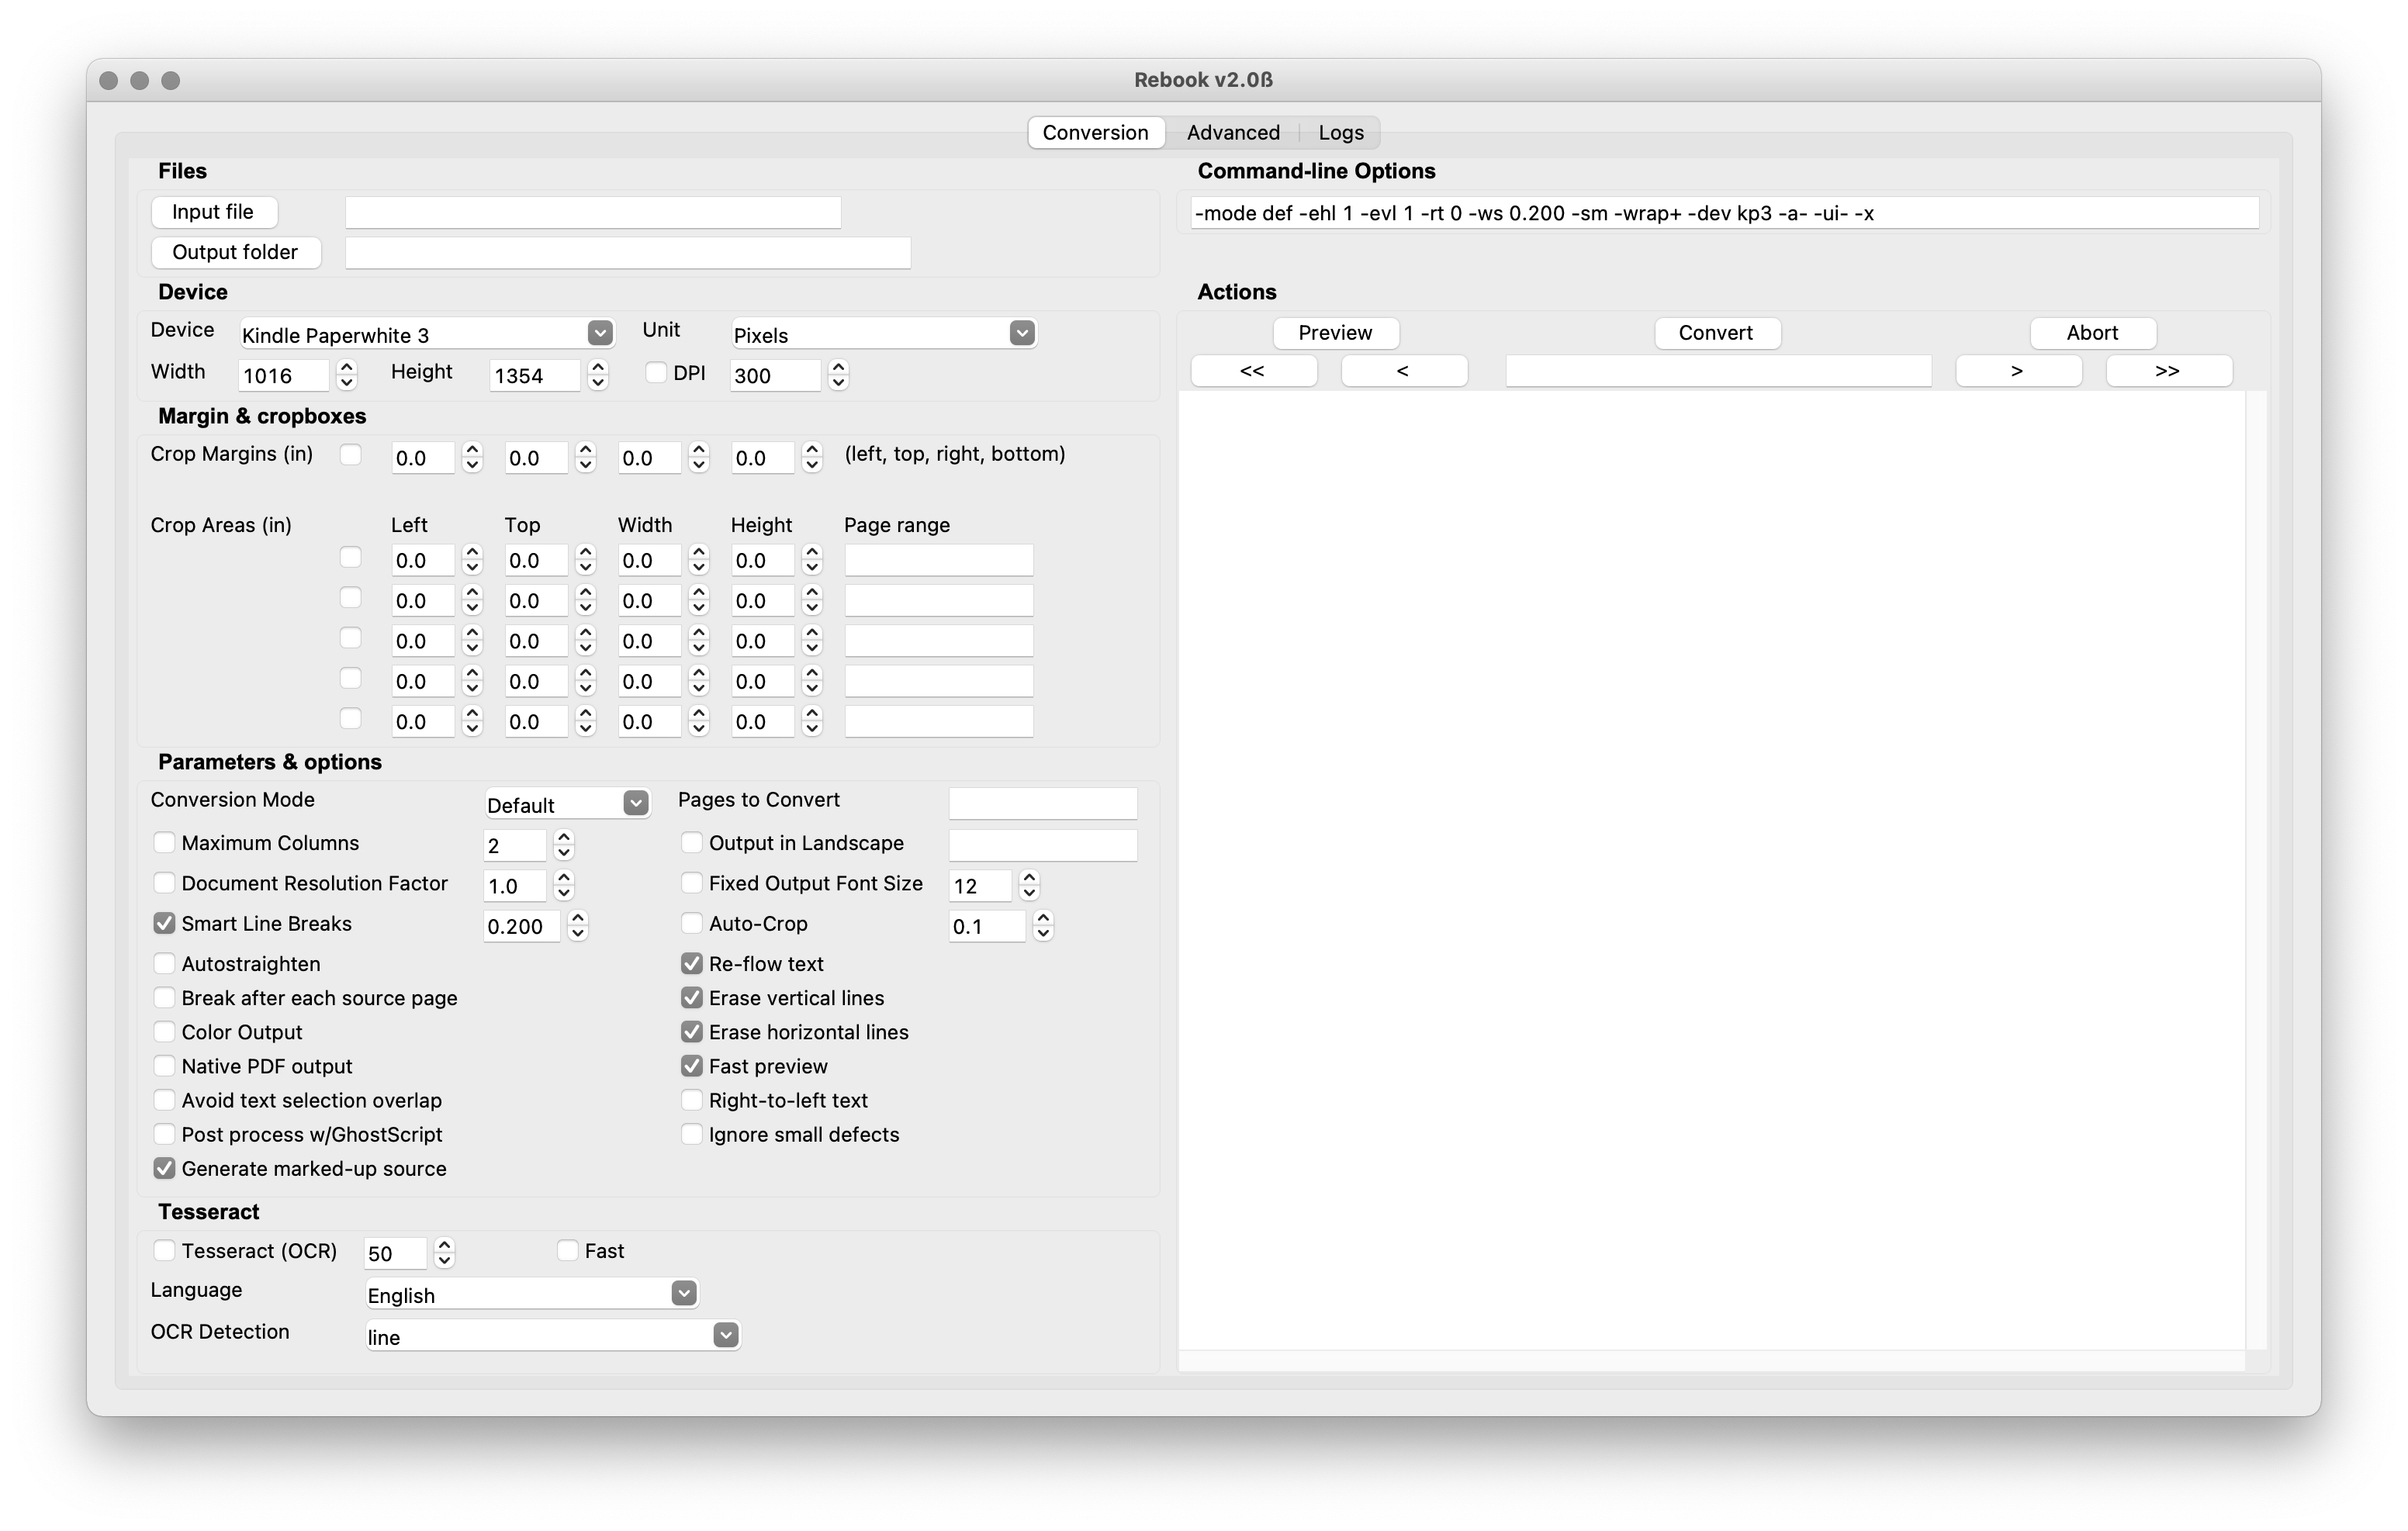 Rebook v2.0ß
Conversion Advanced Logs
Files
Input file
Output folder
Device
Device Kindle Paperwhite 3 Unit Pixels
Width 1016 Height 1354 DPI 300
Margin & cropboxes
Crop Margins (in) 0.0 0.0 0.0 0.0 (left, top, right, bottom)
Crop Areas (in) Left Top Width Height Page range
0.0 0.0 0.0 0.0
0.0 0.0 0.0 0.0
0.0 0.0 0.0 0.0
0.0 0.0 0.0 0.0
0.0 0.0 0.0 0.0
Parameters & options
Conversion Mode Default Pages to Convert
Maximum Columns 2 Output in Landscape
Document Resolution Factor 1.0 Fixed Output Font Size 12
Smart Line Breaks 0.200 Auto-Crop 0.1
Autostraighten Re-flow text
Break after each source page Erase vertical lines
Color Output Erase horizontal lines
Native PDF output Fast preview
Avoid text selection overlap Right-to-left text
Post process w/GhostScript Ignore small defects
Generate marked-up source
Tesseract
Tesseract (OCR) 50 Fast
Language English
OCR Detection line
Command-line Options
-mode def -ehl 1 -evl 1 -rt 0 -ws 0.200 -sm -wrap+ -dev kp3 -a- -ui- -x
Actions
Preview Convert Abort
<< < > >>